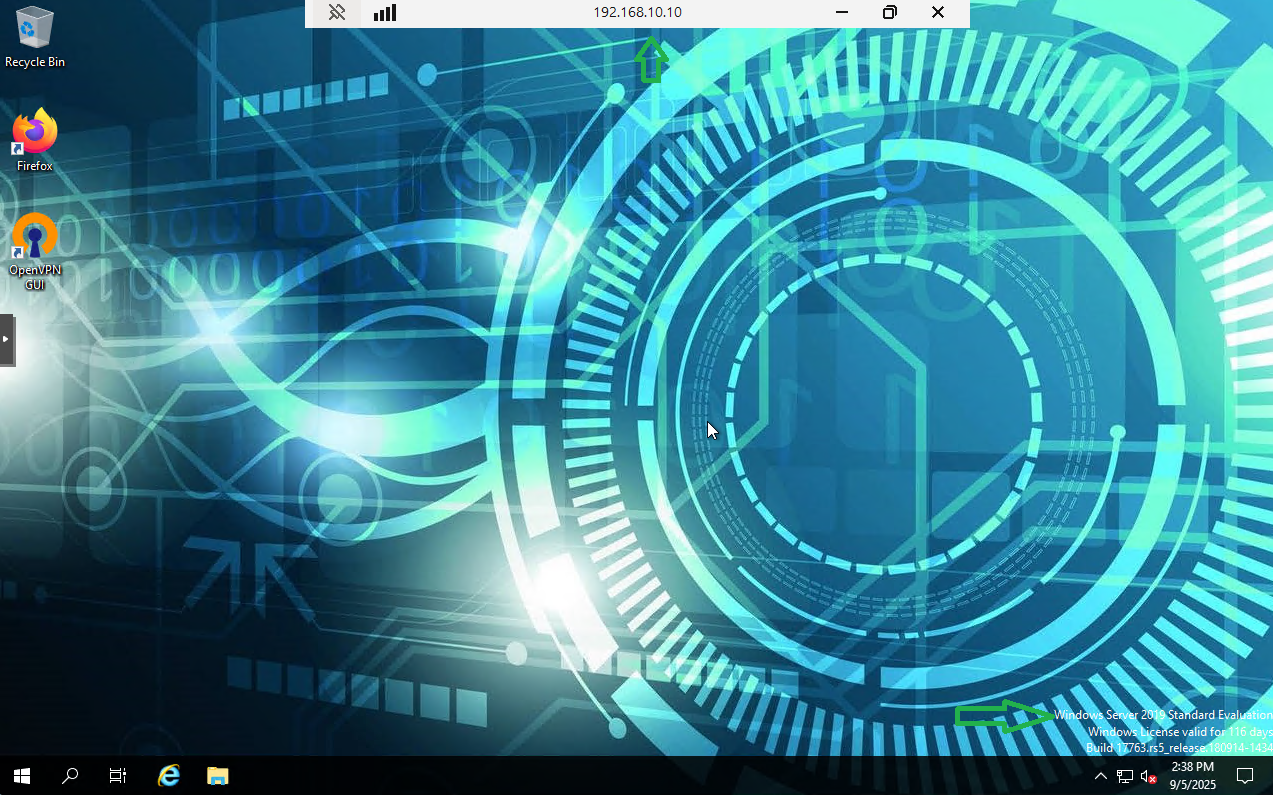 192.168.10.10
Recycle Bin
Firefox
OpenVPN
GUI
Windows Server 2019 Standard Evaluation
Windows License valid for 116 days
Build 17763.rs5_release.180914-1434
2:38 PM
9/5/2025